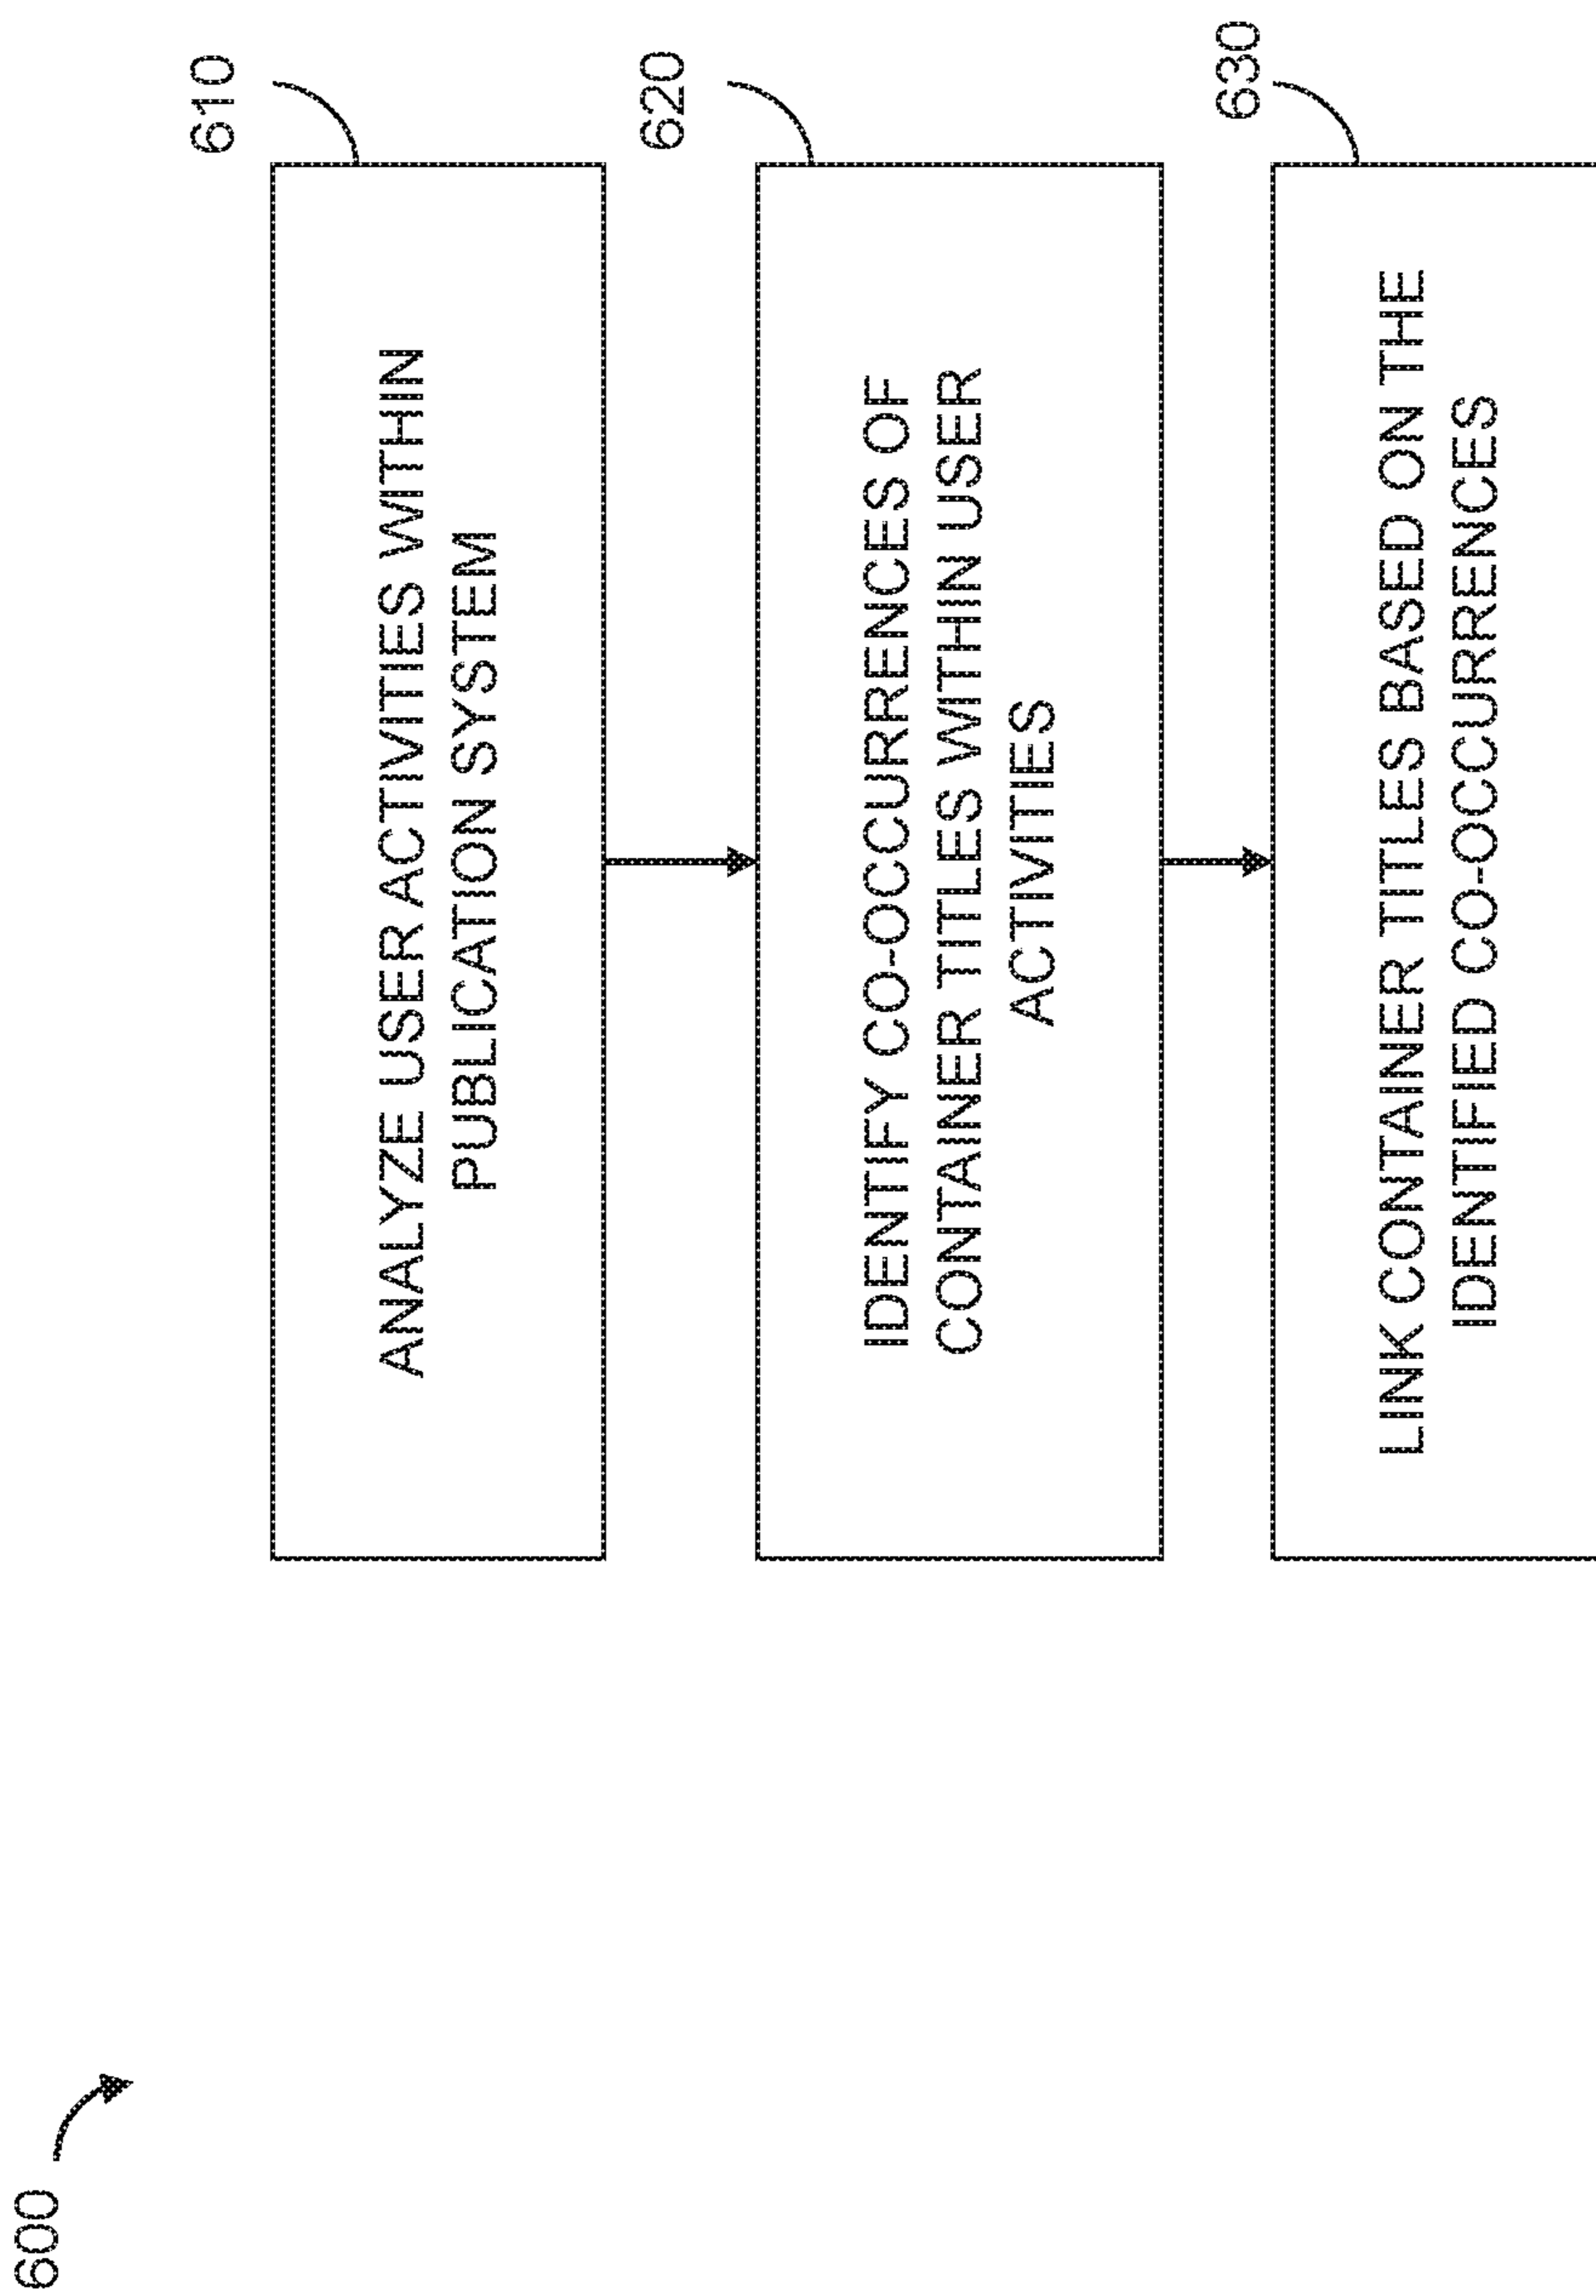 600
610
ANALYZE USER ACTIVITIES WITHIN
PUBLICATION SYSTEM
620
IDENTIFY CO-OCCURRENCES OF
CONTAINER TITLES WITHIN USER
ACTIVITIES
630
LINK CONTAINER TITLES BASED ON THE
IDENTIFIED CO-OCCURRENCES